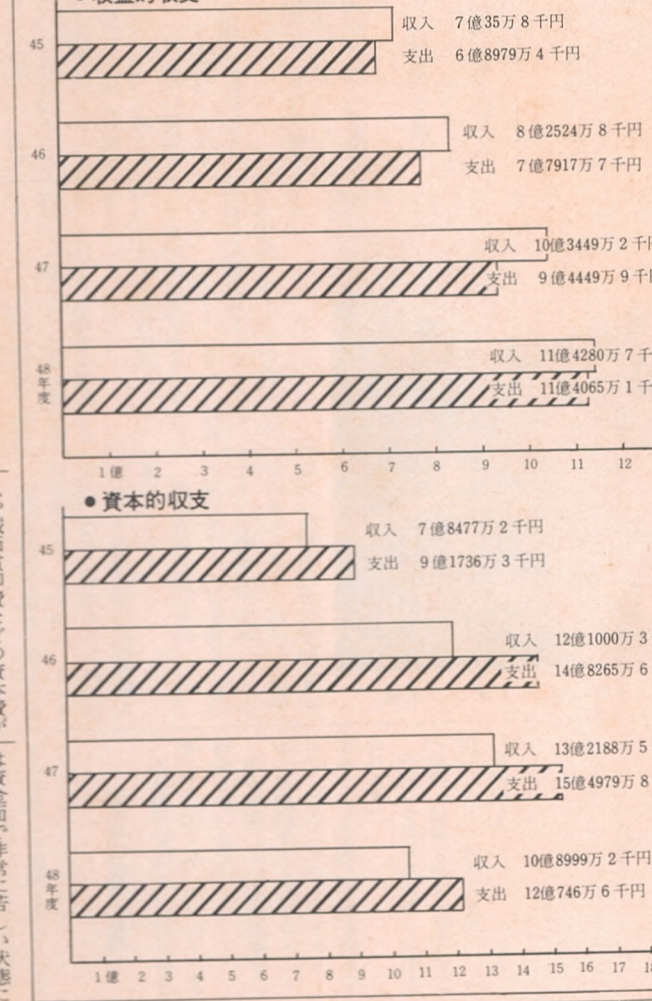 収入 7億35万8千円
45
支出 6億8979万4千円
収入 8億2524万8千円
46
支出 7億7917万7千円
収入 10億3449万2千円
47
支出 9億4449万9千
収入 11億4280万7千
48年度
支出 11億4065万1千
1億 2 3 4 5 6 7 8 9 10 11 12
●資本的収支
収入 7億8477万2千円
45
支出 9億1736万3千円
収入 12億1000万3
46
支出 14億8265万6
収入 13億2188万5
47
支出 15億4979万8
収入 10億8999万2千円
48年度
支出 12億746万6千円
1億 2 3 4 5 6 7 8 9 10 11 12 13 14 15 16 17